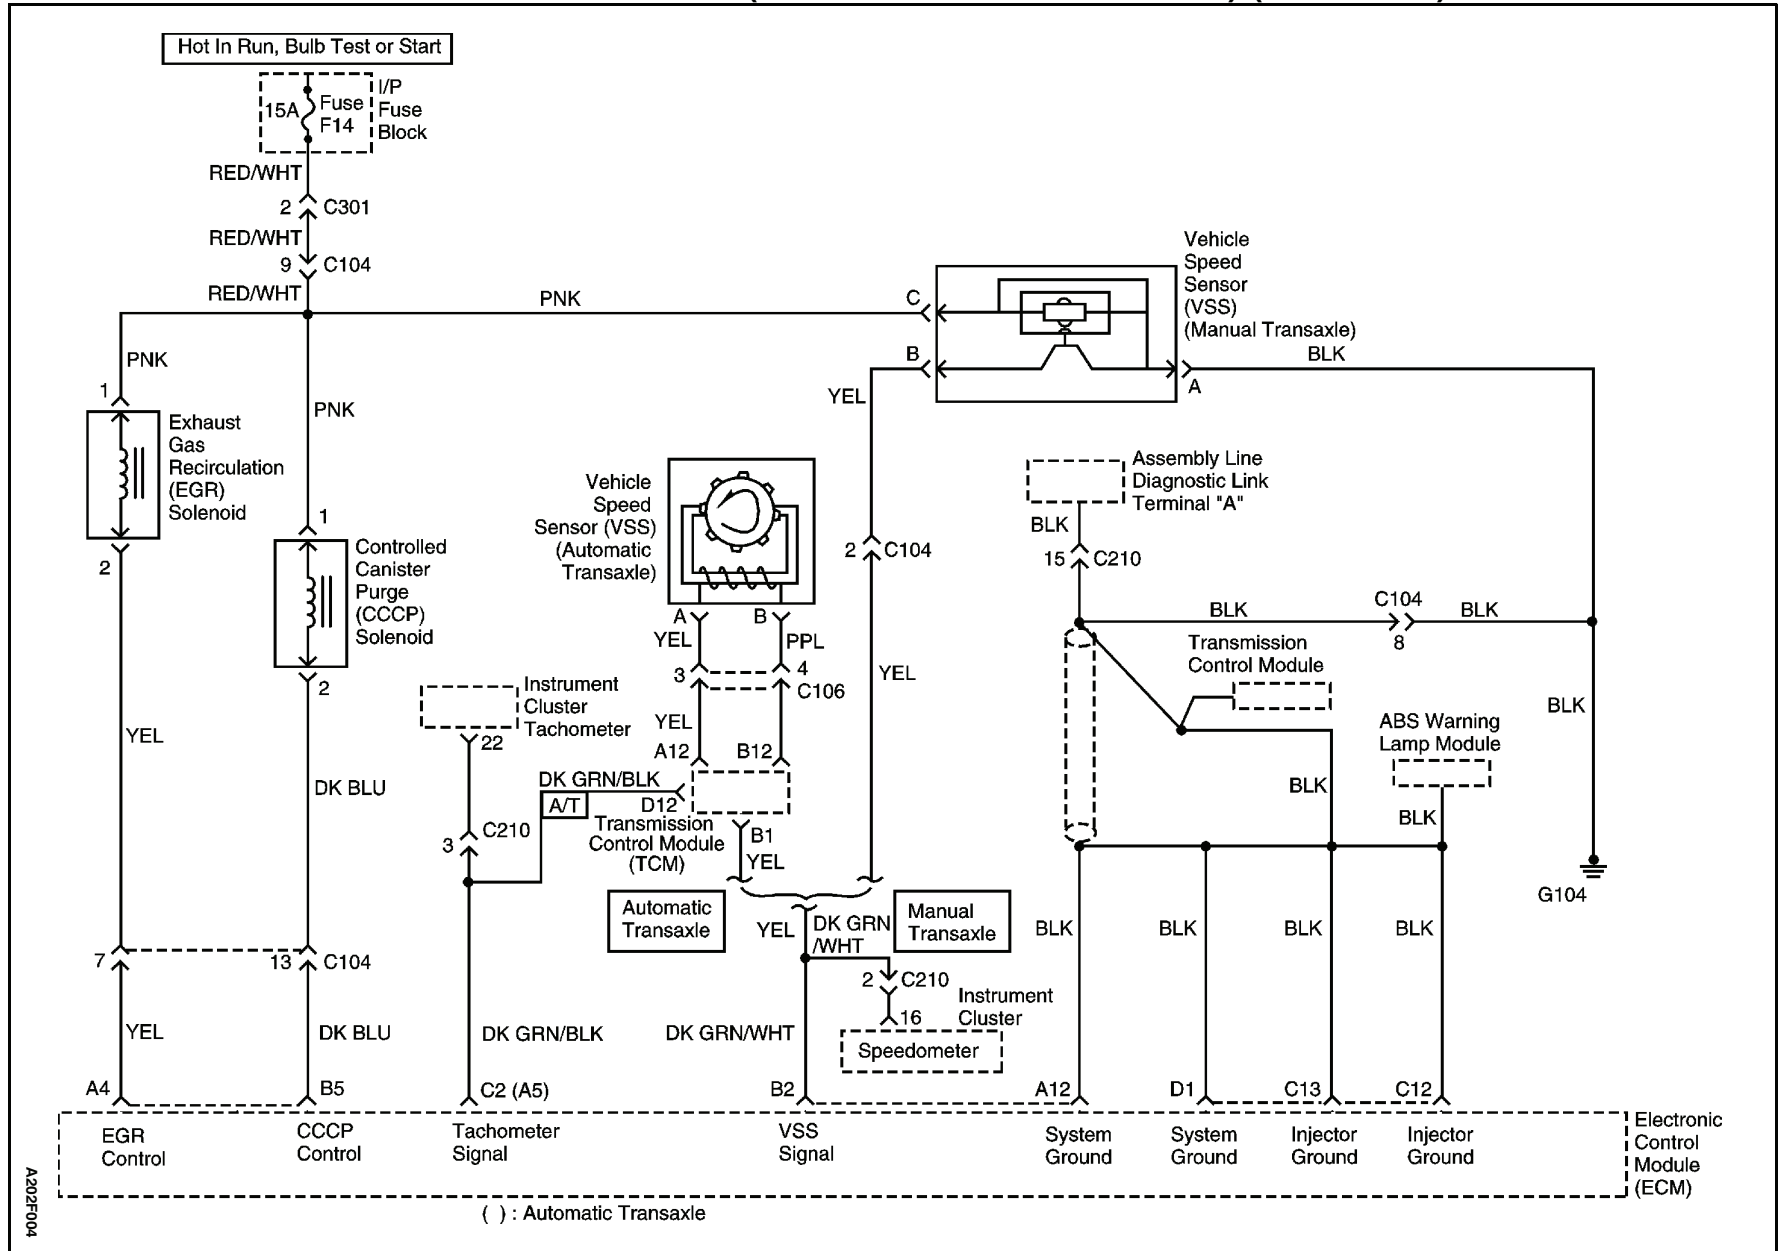 Hot In Run, Bulb Test or Start
I/P
Fuse
Block
15A
Fuse
F14
RED/WHT
2
C301
RED/WHT
9
C104
RED/WHT
PNK
PNK
PNK
1
Exhaust
Gas
Recirculation
(EGR)
Solenoid
2
1
Controlled
Canister
Purge
(CCCP)
Solenoid
2
YEL
DK BLU
7
13
C104
YEL
DK BLU
A4
B5
Vehicle
Speed
Sensor
(VSS)
(Manual Transaxle)
C
B
A
BLK
YEL
2
C104
YEL
Vehicle
Speed
Sensor (VSS)
(Automatic
Transaxle)
A
B
YEL
PPL
3
4
C106
YEL
A12
B12
Instrument
Cluster
Tachometer
22
DK GRN/BLK
A/T
D12
Transmission
Control Module
(TCM)
B1
YEL
3
C210
Automatic
Transaxle
YEL
DK GRN
/WHT
Manual
Transaxle
2
C210
Instrument
Cluster
16
Speedometer
DK GRN/BLK
DK GRN/WHT
C2 (A5)
B2
Assembly Line
Diagnostic Link
Terminal "A"
BLK
15
C210
BLK
C104
8
BLK
Transmission
Control Module
BLK
ABS Warning
Lamp Module
BLK
BLK
G104
BLK
BLK
BLK
BLK
A12
D1
C13
C12
EGR
Control
CCCP
Control
Tachometer
Signal
VSS
Signal
System
Ground
System
Ground
Injector
Ground
Injector
Ground
Electronic
Control
Module
(ECM)
( ) : Automatic Transaxle
A202F004